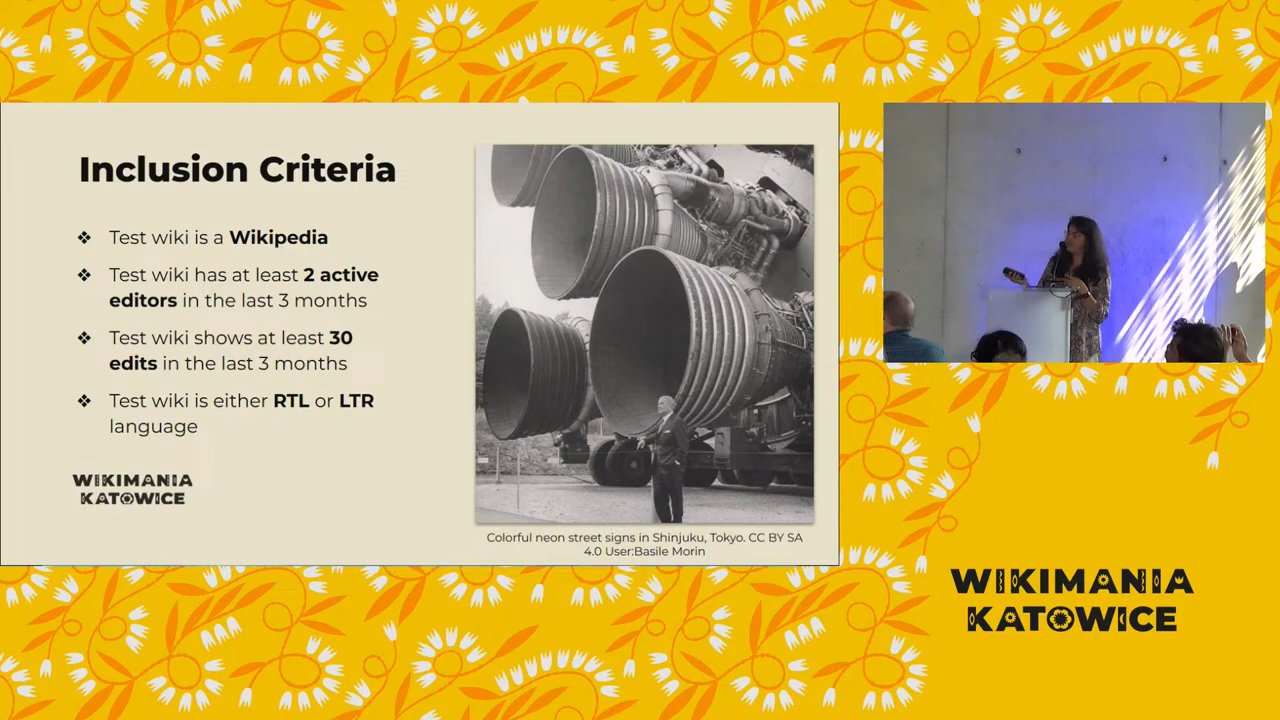 Inclusion Criteria
❖ Test wiki is a Wikipedia
❖ Test wiki has at least 2 active
editors in the last 3 months
❖ Test wiki shows at least 30
edits in the last 3 months
❖ Test wiki is either RTL or LTR
language
WIKIMANIA
KATOWICE
Colorful neon street signs in Shinjuku, Tokyo. CC BY SA
4.0 User:Basile Morin
WIKIMANIA
KATOWICE